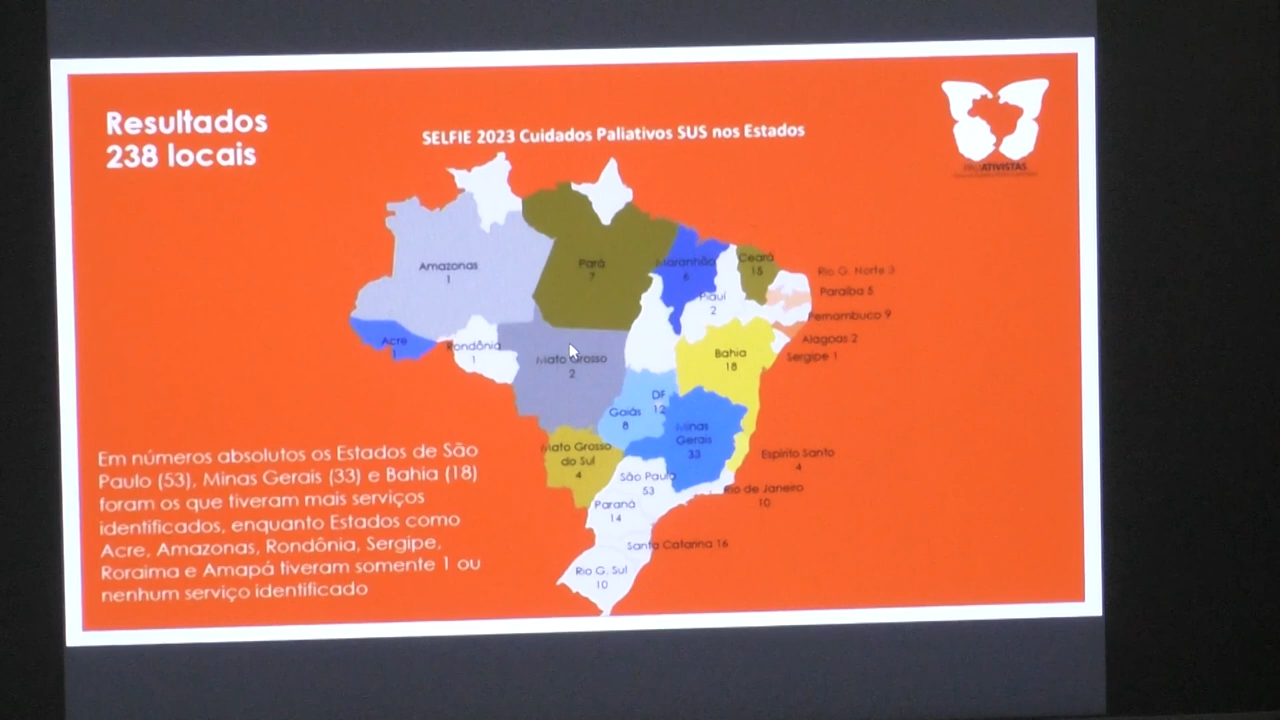 Resultados
238 locais
SELFIE 2023 Cuidados Paliativos SUS nos Estados
ATIVISTAS
Amazonas
1
Pará
7
Maranhão
6
Ceará
15
Piauí
2
Rio G. Norte 3
Paraíba 5
Pernambuco 9
Alagoas 2
Sergipe 1
Acre
1
Rondônia
1
Mato Grosso
2
Bahia
18
DF
12
Goiás
8
Minas
Gerais
33
Mato Grosso
do Sul
4
Espírito Santo
4
São Paulo
53
Rio de Janeiro
10
Paraná
14
Santa Catarina 16
Rio G. Sul
10
Em números absolutos os Estados de São
Paulo (53), Minas Gerais (33) e Bahia (18)
foram os que tiveram mais serviços
identificados, enquanto Estados como
Acre, Amazonas, Rondônia, Sergipe,
Roraima e Amapá tiveram somente 1 ou
nenhum serviço identificado